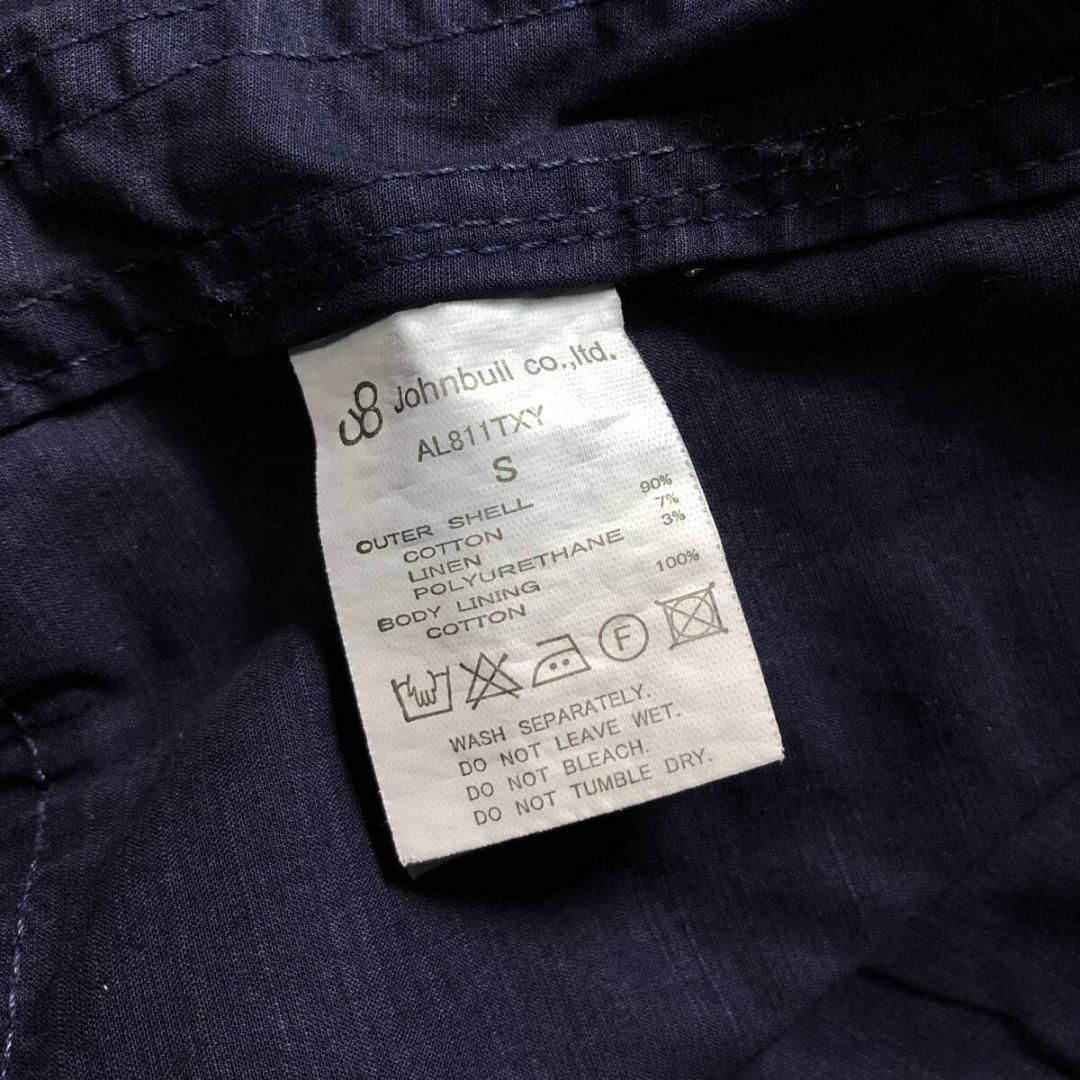 Johnbull co.,ltd.
AL811TXY
S
OUTER SHELL
COTTON 90%
LINEN 7%
POLYURETHANE 3%
BODY LINING
COTTON 100%
F
WASH SEPARATELY.
DO NOT LEAVE WET.
DO NOT BLEACH.
DO NOT TUMBLE DRY.